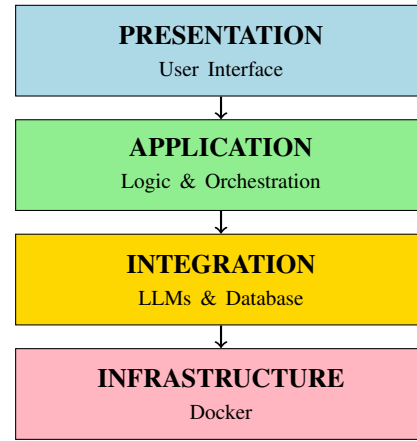 PRESENTATION
User Interface
APPLICATION
Logic & Orchestration
INTEGRATION
LLMs & Database
INFRASTRUCTURE
Docker